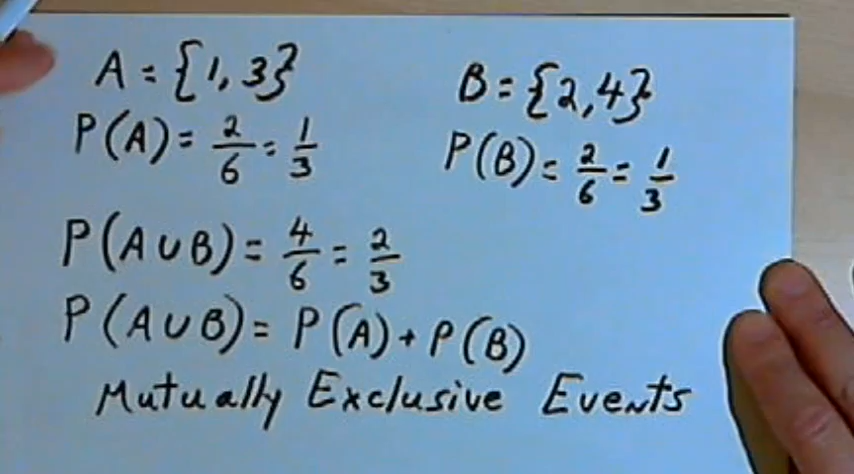 A = {1, 3}
P(A) = 2/6 = 1/3
B = {2, 4}
P(B) = 2/6 = 1/3
P(A ∪ B) = 4/6 = 2/3
P(A ∪ B) = P(A) + P(B)
Mutually Exclusive Events